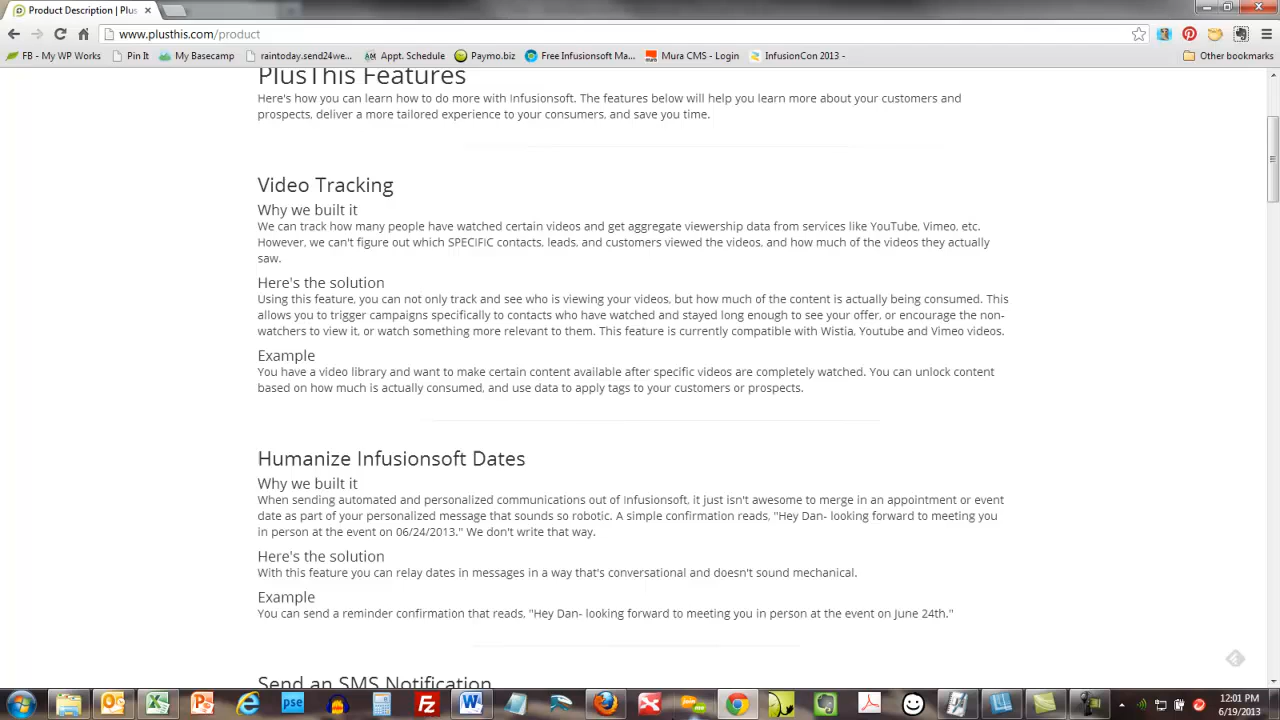 Product Description | Plus
www.plusthis.com/product
FB - My WP Works
Pin It
My Basecamp
raintoday.send24we...
Appt. Schedule
Paymo.biz
Free Infusionsoft Ma...
Mura CMS - Login
InfusionCon 2013 -
Other bookmarks
PlusThis Features
Here's how you can learn how to do more with Infusionsoft. The features below will help you learn more about your customers and
prospects, deliver a more tailored experience to your consumers, and save you time.
Video Tracking
Why we built it
We can track how many people have watched certain videos and get aggregate viewership data from services like YouTube, Vimeo, etc.
However, we can't figure out which SPECIFIC contacts, leads, and customers viewed the videos, and how much of the videos they actually
saw.
Here's the solution
Using this feature, you can not only track and see who is viewing your videos, but how much of the content is actually being consumed. This
allows you to trigger campaigns specifically to contacts who have watched and stayed long enough to see your offer, or encourage the non-
watchers to view it, or watch something more relevant to them. This feature is currently compatible with Wistia, Youtube and Vimeo videos.
Example
You have a video library and want to make certain content available after specific videos are completely watched. You can unlock content
based on how much is actually consumed, and use data to apply tags to your customers or prospects.
Humanize Infusionsoft Dates
Why we built it
When sending automated and personalized communications out of Infusionsoft, it just isn't awesome to merge in an appointment or event
date as part of your personalized message that sounds so robotic. A simple confirmation reads, "Hey Dan- looking forward to meeting you
in person at the event on 06/24/2013." We don't write that way.
Here's the solution
With this feature you can relay dates in messages in a way that's conversational and doesn't sound mechanical.
Example
You can send a reminder confirmation that reads, "Hey Dan- looking forward to meeting you in person at the event on June 24th."
Send an SMS Notification
pse
12:01 PM
6/19/2013